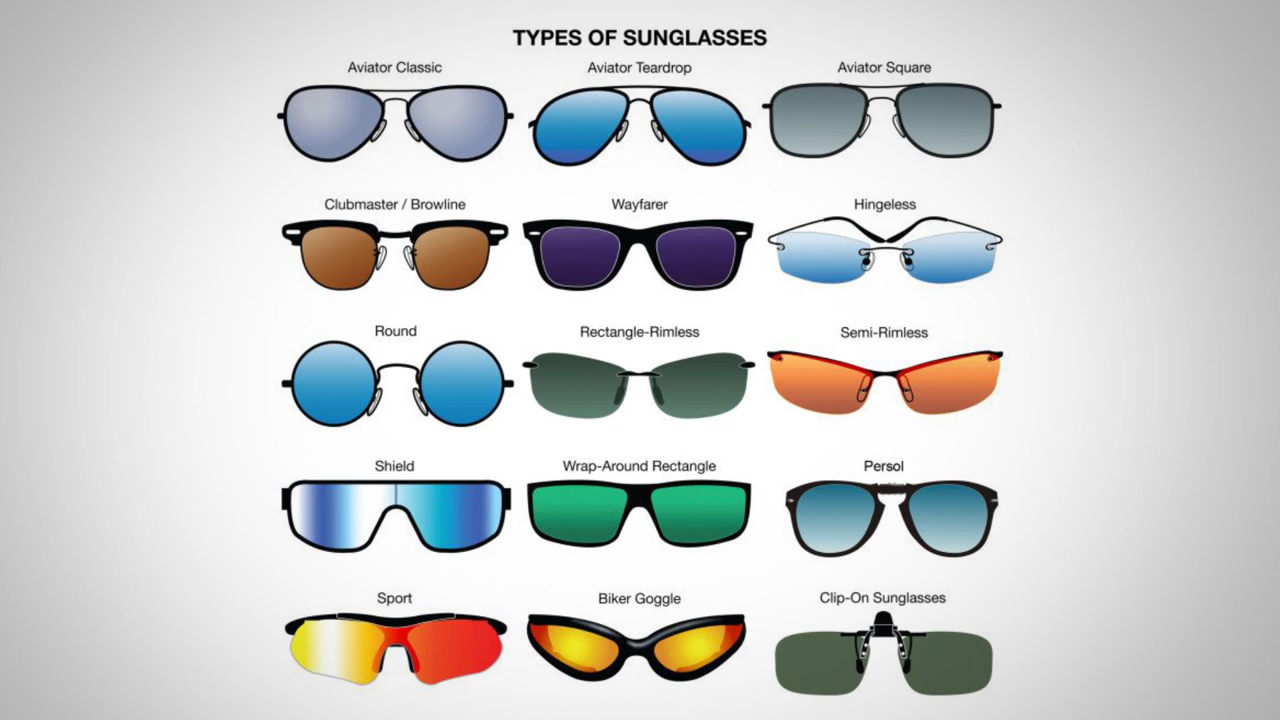 TYPES OF SUNGLASSES
Aviator Classic
Aviator Teardrop
Aviator Square
Clubmaster / Browline
Wayfarer
Hingeless
Round
Rectangle-Rimless
Semi-Rimless
Shield
Wrap-Around Rectangle
Persol
Sport
Biker Goggle
Clip-On Sunglasses